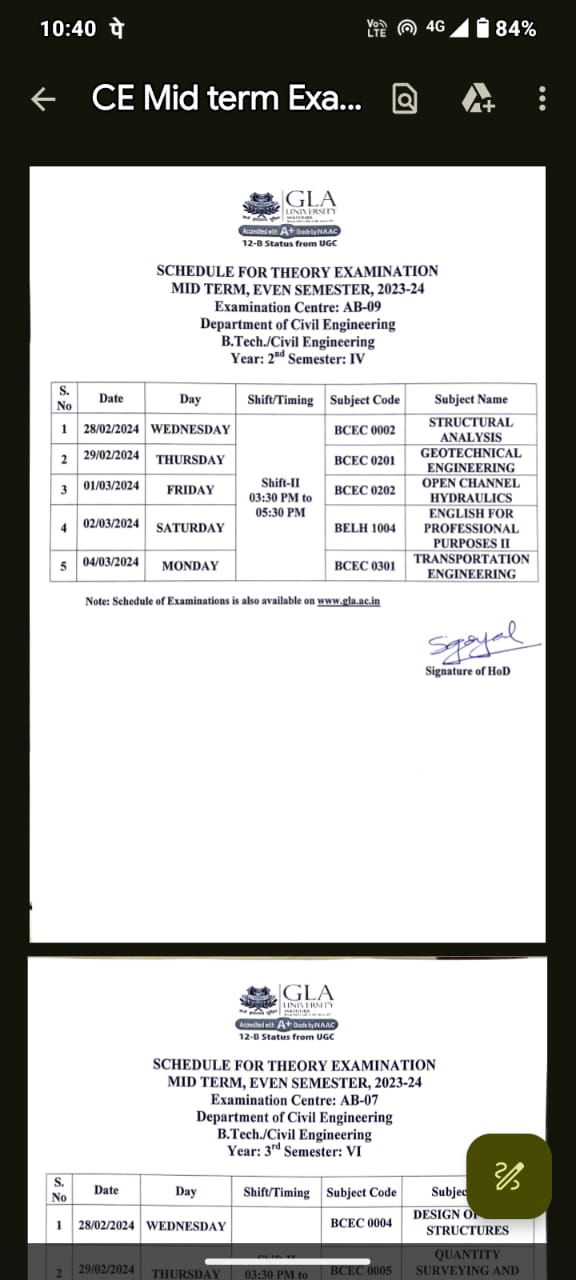 10:40 पे
Vo)) LTE 4G 84%
CE Mid term Exa...
GLA
UNIVERSITY
MATHURA
Accredited with A+ Grade by NAAC
12-B Status from UGC
SCHEDULE FOR THEORY EXAMINATION
MID TERM, EVEN SEMESTER, 2023-24
Examination Centre: AB-09
Department of Civil Engineering
B.Tech./Civil Engineering
Year: 2nd Semester: IV
S. No Date Day Shift/Timing Subject Code Subject Name
1 28/02/2024 WEDNESDAY BCEC 0002 STRUCTURAL ANALYSIS
2 29/02/2024 THURSDAY BCEC 0201 GEOTECHNICAL ENGINEERING
Shift-II
03:30 PM to
05:30 PM
3 01/03/2024 FRIDAY BCEC 0202 OPEN CHANNEL HYDRAULICS
4 02/03/2024 SATURDAY BELH 1004 ENGLISH FOR PROFESSIONAL PURPOSES II
5 04/03/2024 MONDAY BCEC 0301 TRANSPORTATION ENGINEERING
Note: Schedule of Examinations is also available on www.gla.ac.in
Sgoyal
Signature of HoD
GLA
UNIVERSITY
MATHURA
Accredited with A+ Grade by NAAC
12-B Status from UGC
SCHEDULE FOR THEORY EXAMINATION
MID TERM, EVEN SEMESTER, 2023-24
Examination Centre: AB-07
Department of Civil Engineering
B.Tech./Civil Engineering
Year: 3rd Semester: VI
S. No Date Day Shift/Timing Subject Code Subjec
1 28/02/2024 WEDNESDAY BCEC 0004 DESIGN OF STRUCTURES
2 29/02/2024 THURSDAY 03:30 PM to BCEC 0005 QUANTITY SURVEYING AND